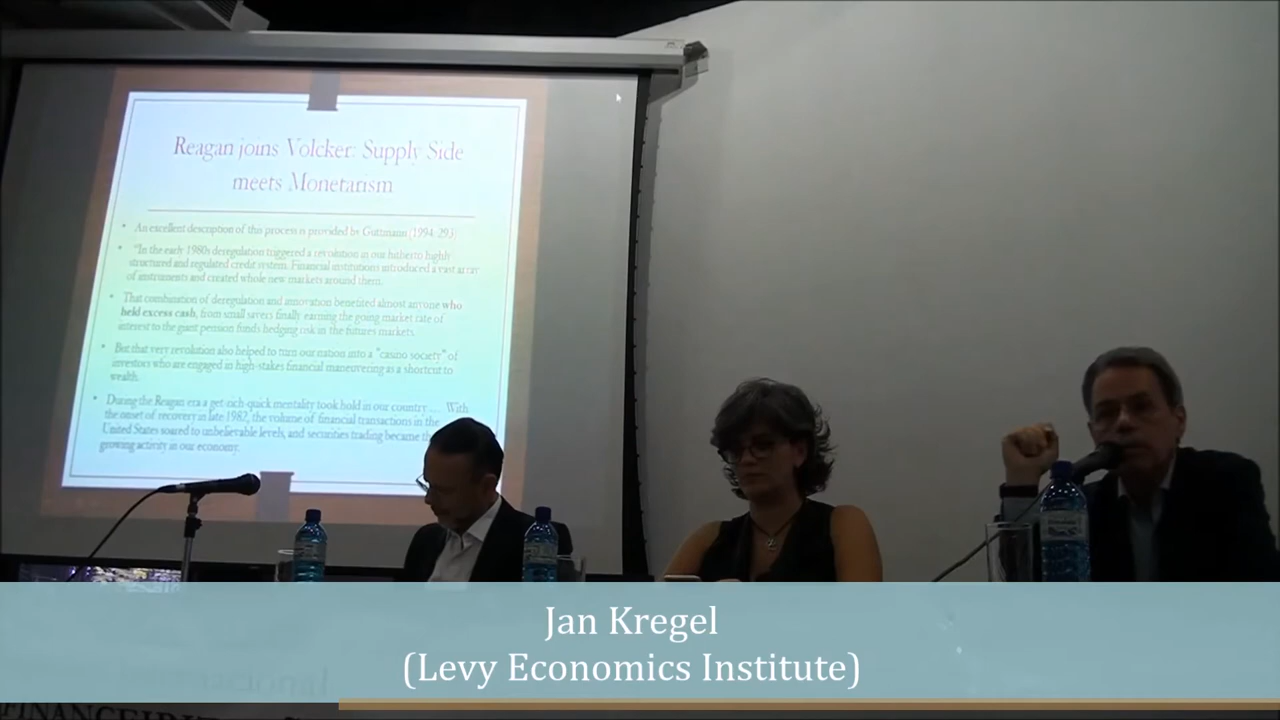 Reagan joins Volcker: Supply Side
meets Monetarism
• An excellent description of this process is provided by Guttmann (1994: 293)
• "In the early 1980s deregulation triggered a revolution in our hitherto highly
structured and regulated credit system. Financial institutions introduced a vast array
of instruments and created whole new markets around them.
• That combination of deregulation and innovation benefited almost anyone who
held excess cash, from small savers finally earning the going market rate of
interest to the giant pension funds hedging risk in the futures markets.
• But that very revolution also helped to turn our nation into a "casino society" of
investors who are engaged in high-stakes financial maneuvering as a shortcut to
wealth.
• During the Reagan era a get-rich-quick mentality took hold in our country … With
the onset of recovery in late 1982, the volume of financial transactions in the
United States soared to unbelievable levels, and securities trading became th
growing activity in our economy.
Jan Kregel
(Levy Economics Institute)